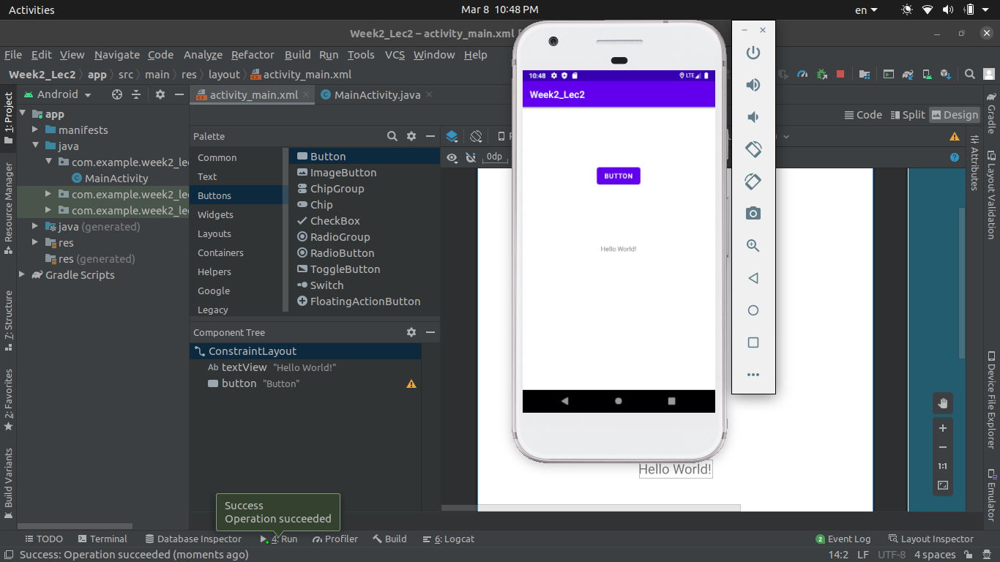 Activities
Mar 8 10:48 PM
en
Week2_Lec2 – activity_main.xml
File Edit View Navigate Code Analyze Refactor Build Run Tools VCS Window Help
Week2_Lec2 app src main res layout activity_main.xml
Android
activity_main.xml
MainActivity.java
Code Split Design
1: Project
Resource Manager
7: Structure
2: Favorites
Build Variants
app
manifests
java
com.example.week2_lec
MainActivity
com.example.week2_lec
com.example.week2_lec
java (generated)
res
res (generated)
Gradle Scripts
Palette
Common
Text
Buttons
Widgets
Layouts
Containers
Helpers
Google
Legacy
Button
ImageButton
ChipGroup
Chip
CheckBox
RadioGroup
RadioButton
ToggleButton
Switch
FloatingActionButton
Component Tree
ConstraintLayout
Ab textView "Hello World!"
button "Button"
0dp
10:48
LTE
Week2_Lec2
BUTTON
Hello World!
Hello World!
1:1
Gradle
Attributes
Layout Validation
Device File Explorer
Emulator
Success
Operation succeeded
TODO Terminal Database Inspector 4: Run Profiler Build 6: Logcat
2 Event Log Layout Inspector
Success: Operation succeeded (moments ago)
14:2 LF UTF-8 4 spaces